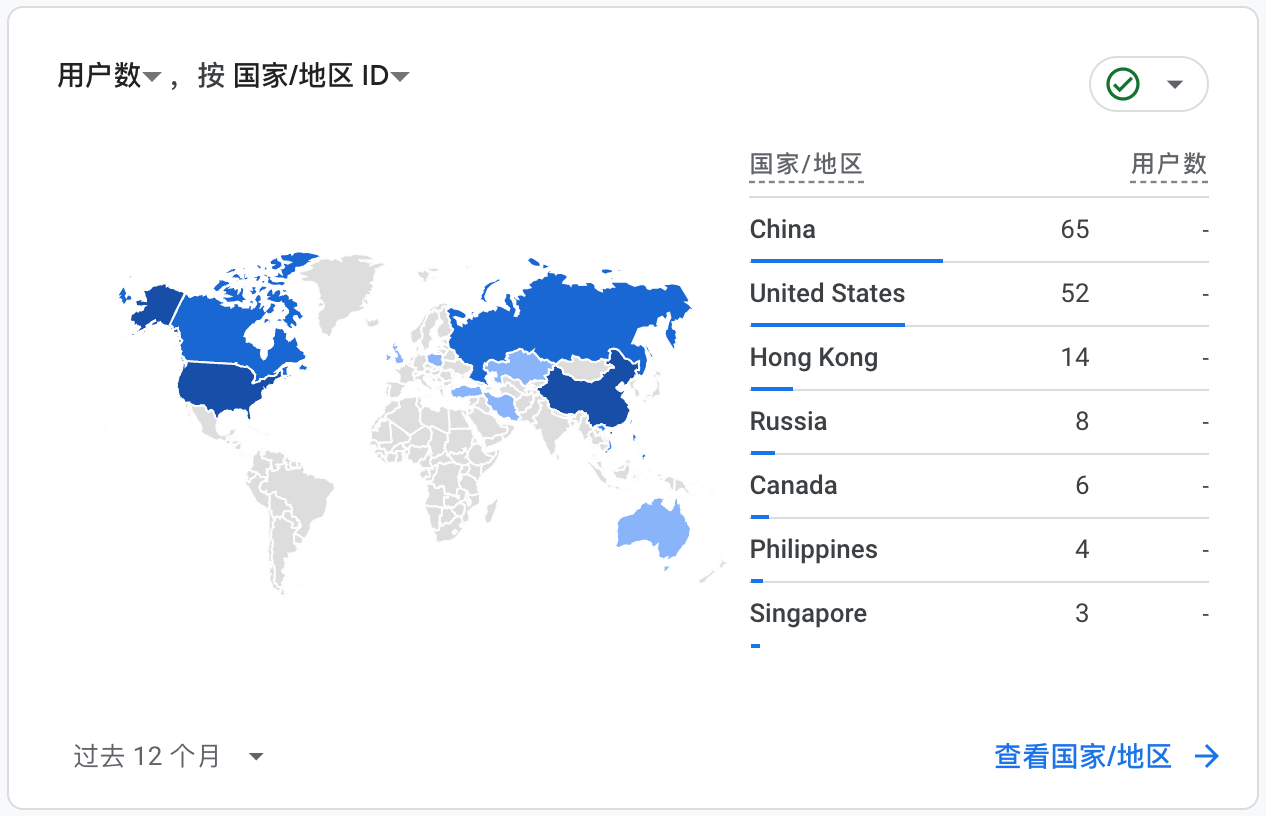 用户数 ，按 国家/地区 ID
国家/地区 用户数
China 65 -
United States 52 -
Hong Kong 14 -
Russia 8 -
Canada 6 -
Philippines 4 -
Singapore 3 -
过去 12 个月
查看国家/地区